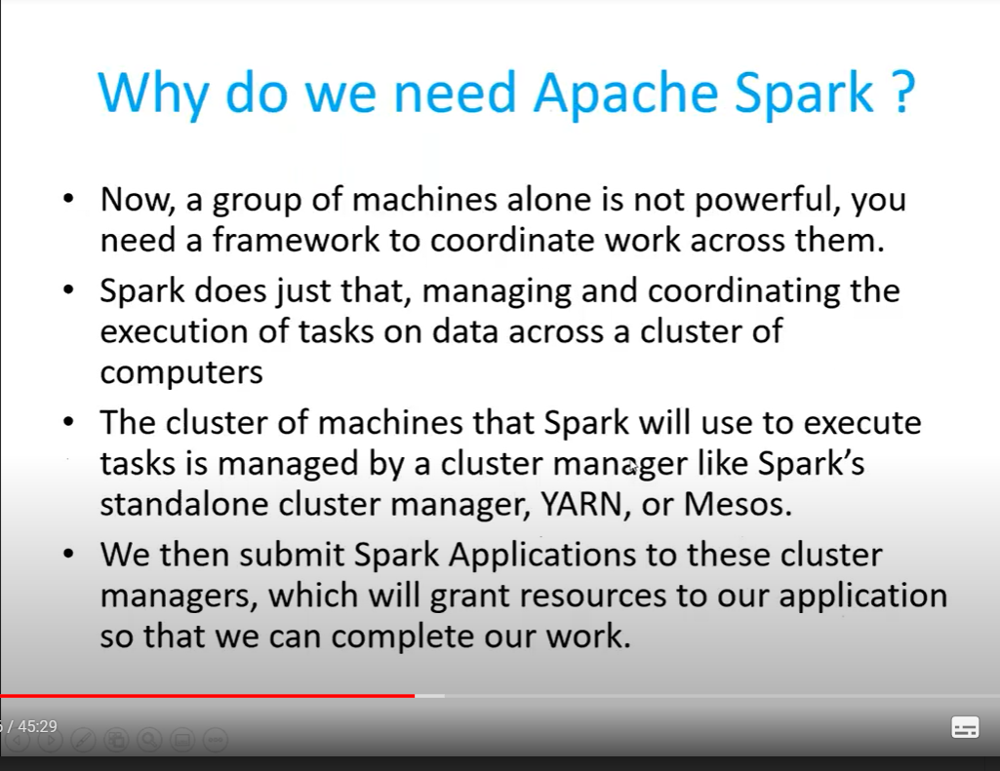 Why do we need Apache Spark ?
• Now, a group of machines alone is not powerful, you
need a framework to coordinate work across them.
• Spark does just that, managing and coordinating the
execution of tasks on data across a cluster of
computers
• The cluster of machines that Spark will use to execute
tasks is managed by a cluster manager like Spark’s
standalone cluster manager, YARN, or Mesos.
• We then submit Spark Applications to these cluster
managers, which will grant resources to our application
so that we can complete our work.
/ 45:29